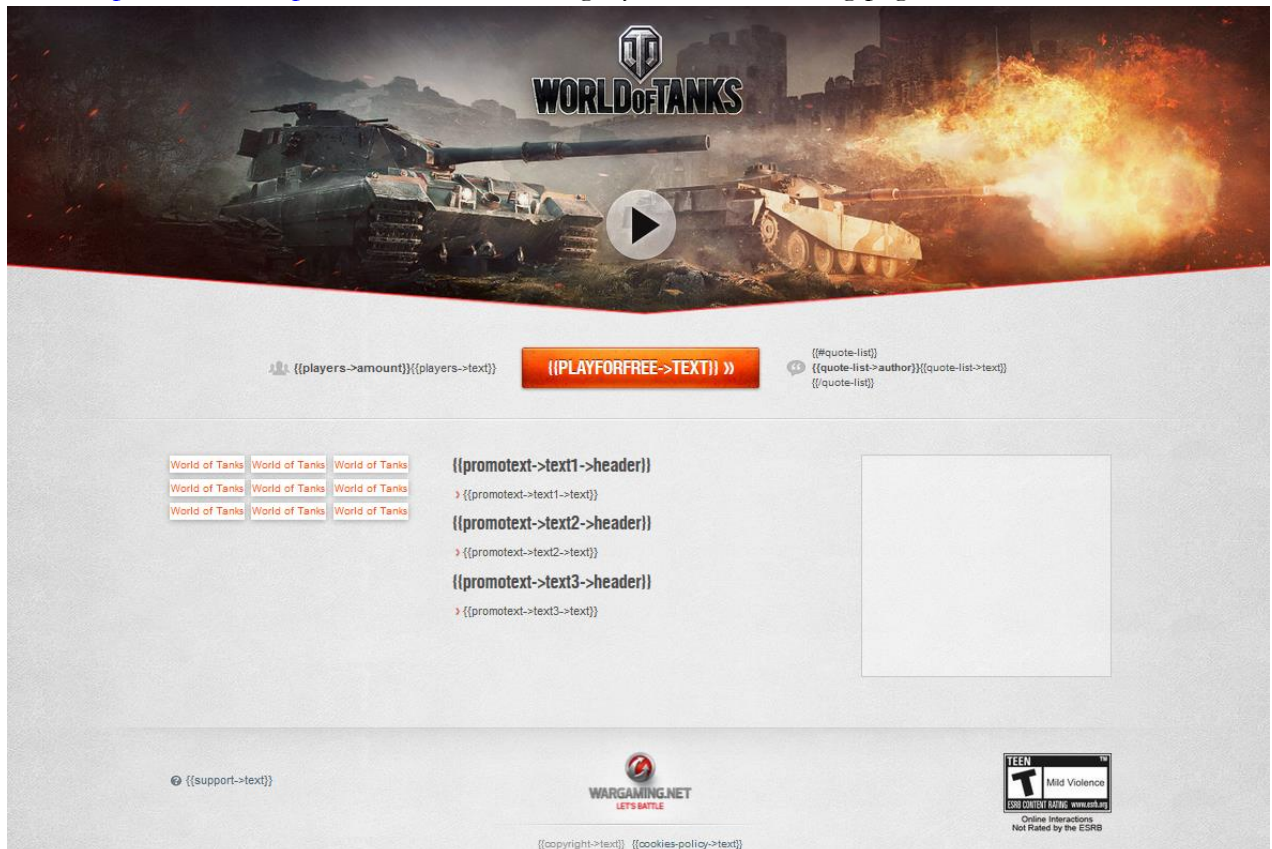 WORLD OF TANKS
{{players->amount}}{{players->text}}
{{PLAYFORFREE->TEXT}} »
{{#quote-list}}
{{quote-list->author}}{{quote-list->text}}
{{/quote-list}}
World of Tanks World of Tanks World of Tanks
World of Tanks World of Tanks World of Tanks
World of Tanks World of Tanks World of Tanks
{{promotext->text1->header}}
{{promotext->text1->text}}
{{promotext->text2->header}}
{{promotext->text2->text}}
{{promotext->text3->header}}
{{promotext->text3->text}}
{{support->text}}
WARGAMING.NET
LET'S BATTLE
{{copyright->text}} {{cookies-policy->text}}
TEEN TM
T Mild Violence
ESRB CONTENT RATING www.esrb.org
Online Interactions
Not Rated by the ESRB